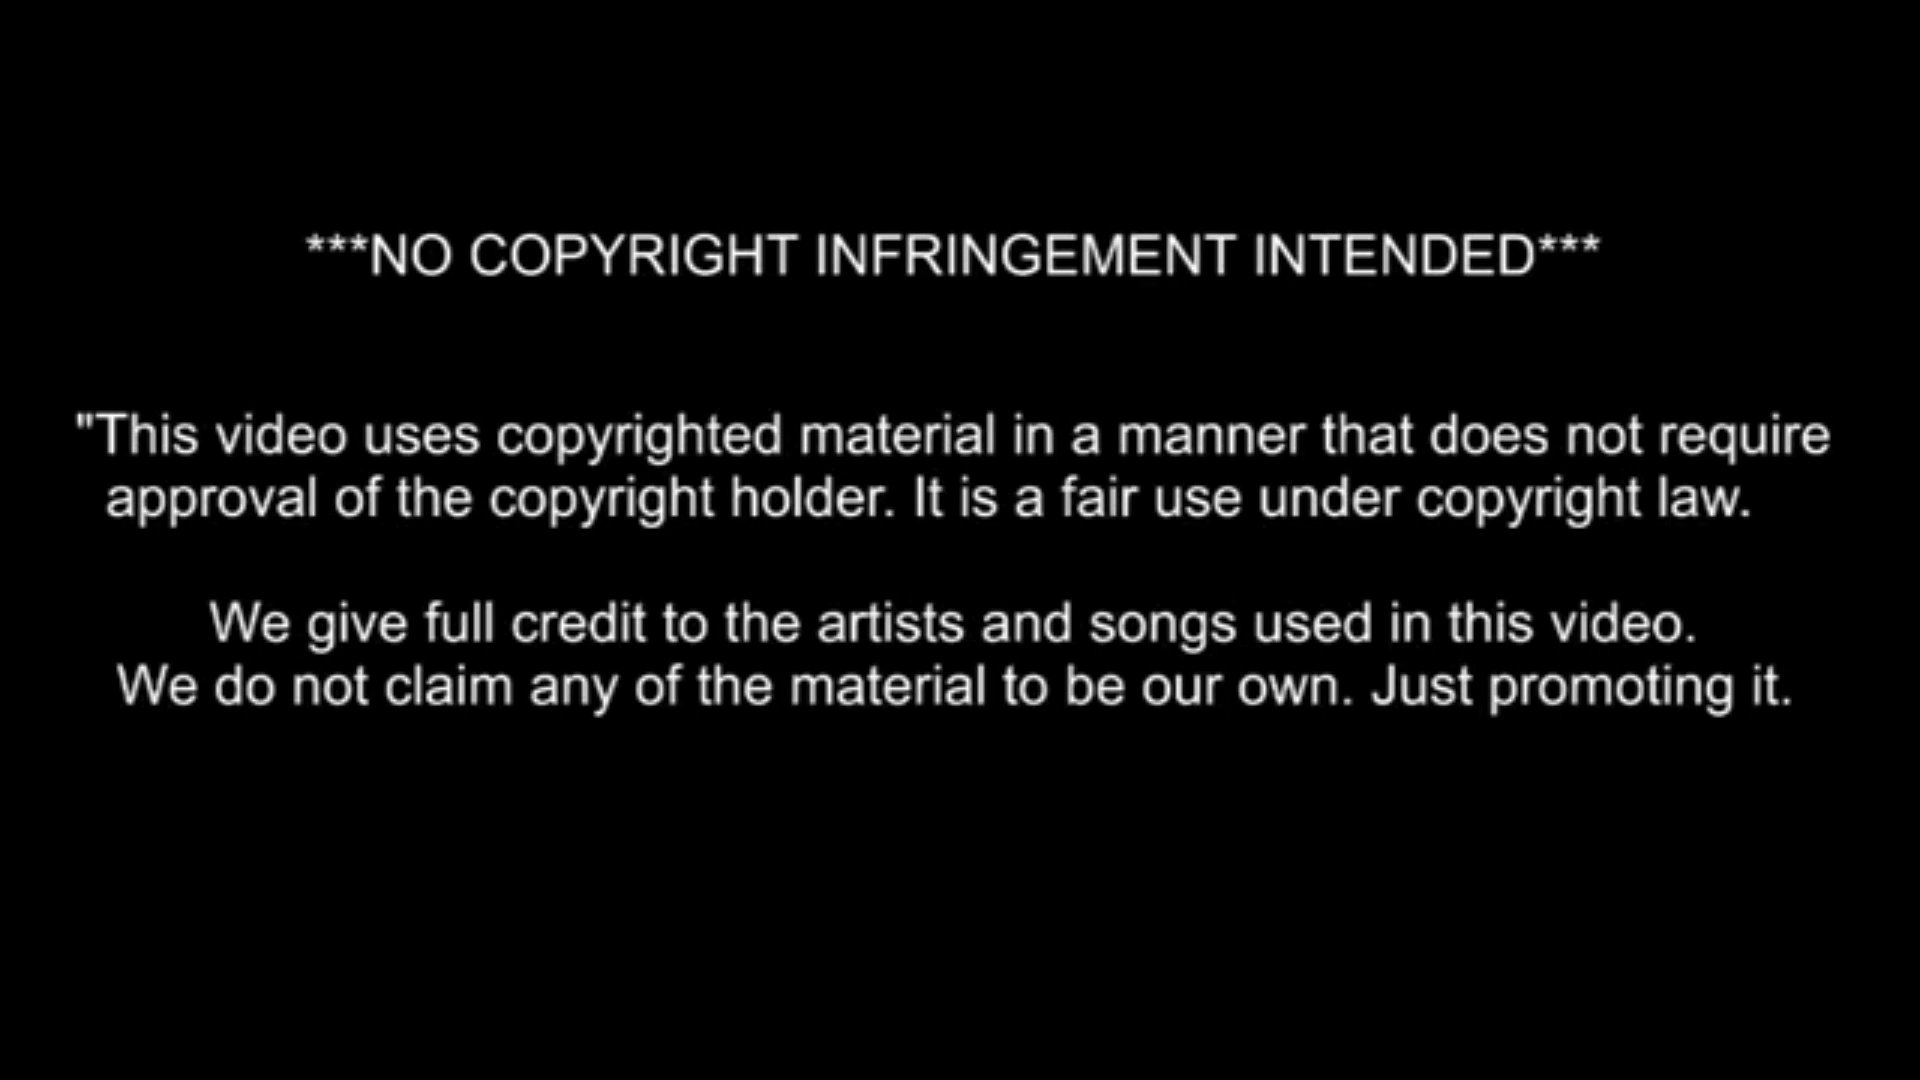 ***NO COPYRIGHT INFRINGEMENT INTENDED***
"This video uses copyrighted material in a manner that does not require
approval of the copyright holder. It is a fair use under copyright law.
We give full credit to the artists and songs used in this video.
We do not claim any of the material to be our own. Just promoting it.